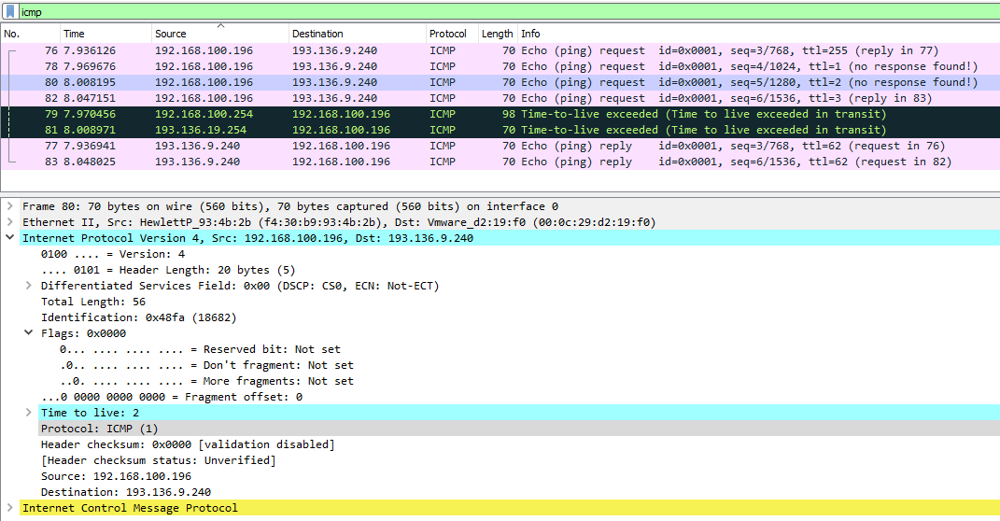 icmp
No. Time Source Destination Protocol Length Info
76 7.936126 192.168.100.196 193.136.9.240 ICMP 70 Echo (ping) request id=0x0001, seq=3/768, ttl=255 (reply in 77)
78 7.969676 192.168.100.196 193.136.9.240 ICMP 70 Echo (ping) request id=0x0001, seq=4/1024, ttl=1 (no response found!)
80 8.008195 192.168.100.196 193.136.9.240 ICMP 70 Echo (ping) request id=0x0001, seq=5/1280, ttl=2 (no response found!)
82 8.047151 192.168.100.196 193.136.9.240 ICMP 70 Echo (ping) request id=0x0001, seq=6/1536, ttl=3 (reply in 83)
79 7.970456 192.168.100.254 192.168.100.196 ICMP 98 Time-to-live exceeded (Time to live exceeded in transit)
81 8.008971 193.136.19.254 192.168.100.196 ICMP 70 Time-to-live exceeded (Time to live exceeded in transit)
77 7.936941 193.136.9.240 192.168.100.196 ICMP 70 Echo (ping) reply id=0x0001, seq=3/768, ttl=62 (request in 76)
83 8.048025 193.136.9.240 192.168.100.196 ICMP 70 Echo (ping) reply id=0x0001, seq=6/1536, ttl=62 (request in 82)
Frame 80: 70 bytes on wire (560 bits), 70 bytes captured (560 bits) on interface 0
Ethernet II, Src: HewlettP_93:4b:2b (f4:30:b9:93:4b:2b), Dst: Vmware_d2:19:f0 (00:0c:29:d2:19:f0)
Internet Protocol Version 4, Src: 192.168.100.196, Dst: 193.136.9.240
0100 .... = Version: 4
.... 0101 = Header Length: 20 bytes (5)
Differentiated Services Field: 0x00 (DSCP: CS0, ECN: Not-ECT)
Total Length: 56
Identification: 0x48fa (18682)
Flags: 0x0000
0... .... .... .... = Reserved bit: Not set
.0.. .... .... .... = Don't fragment: Not set
..0. .... .... .... = More fragments: Not set
...0 0000 0000 0000 = Fragment offset: 0
Time to live: 2
Protocol: ICMP (1)
Header checksum: 0x0000 [validation disabled]
[Header checksum status: Unverified]
Source: 192.168.100.196
Destination: 193.136.9.240
Internet Control Message Protocol